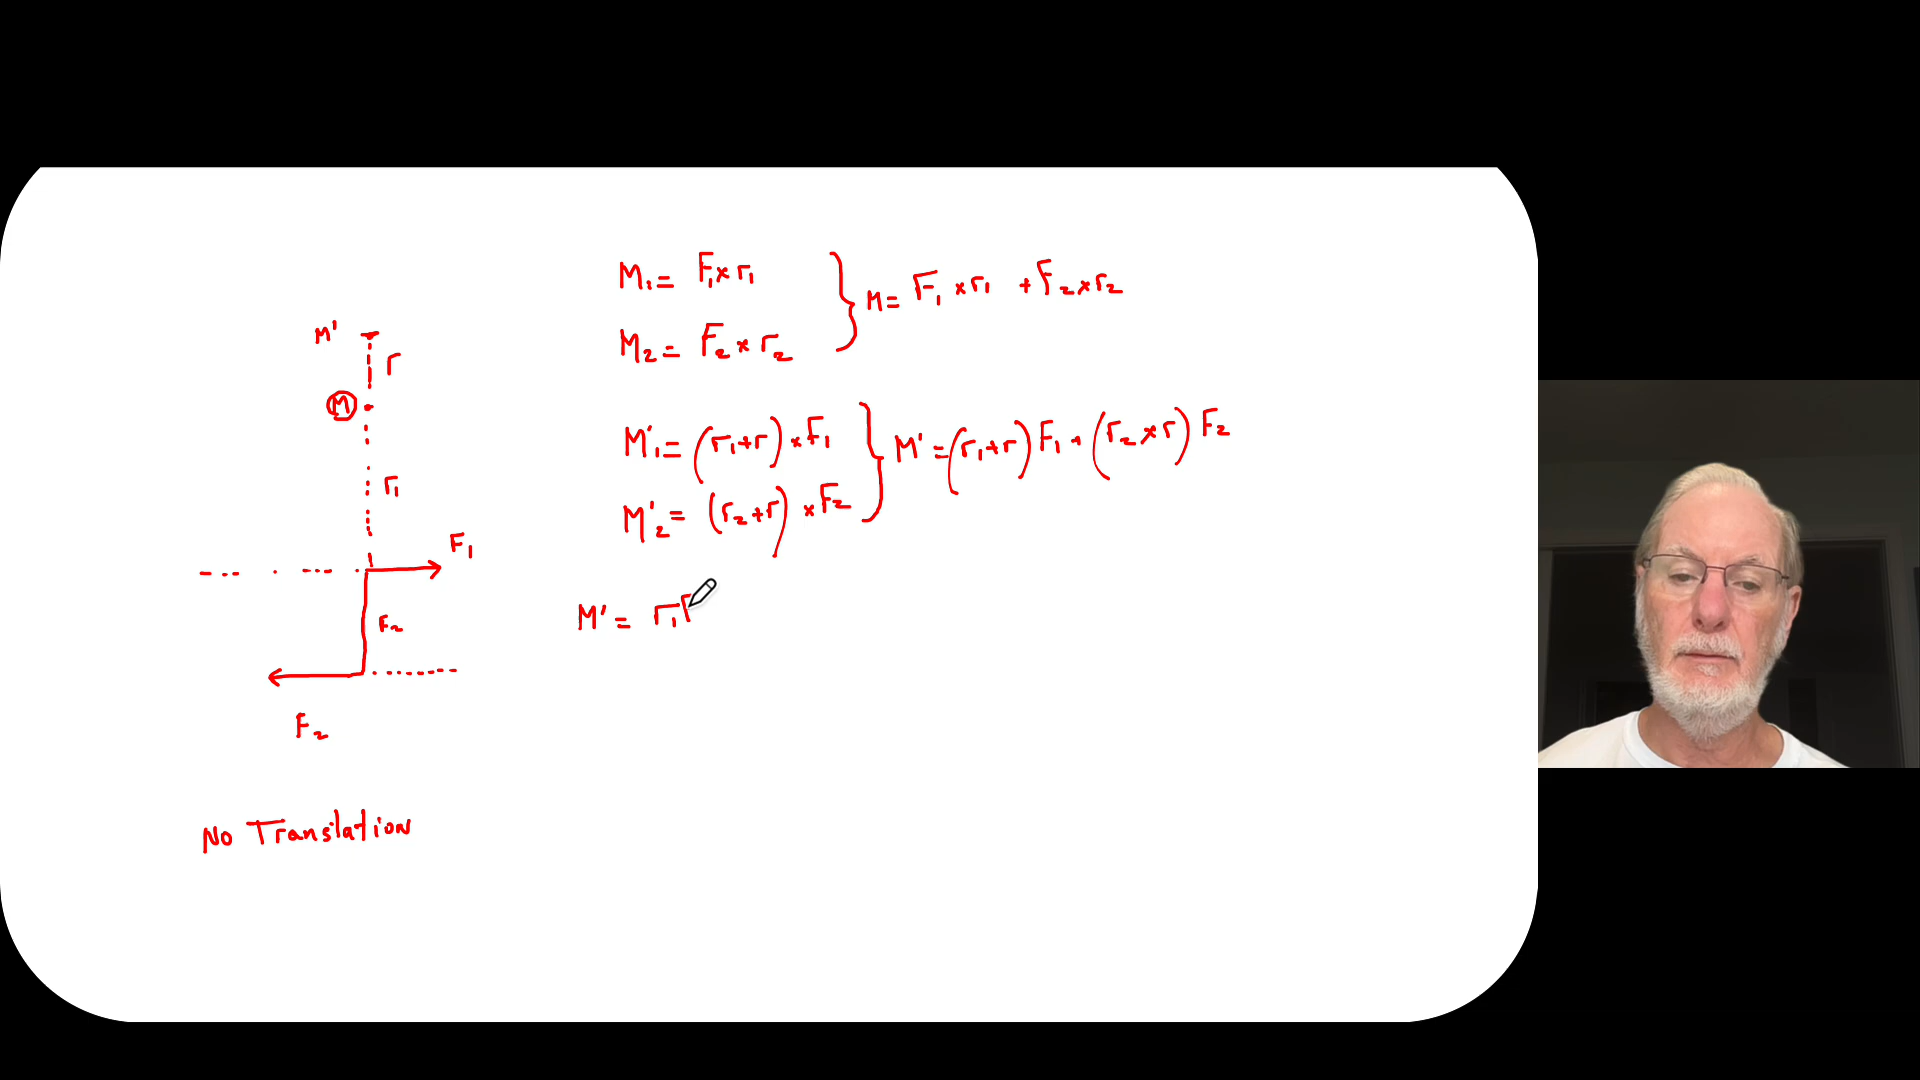 M₁ = F₁ × r₁
M = F₁ × r₁ + F₂ × r₂
M₂ = F₂ × r₂
M'
r
M
M'₁ = (r₁+r) × F₁
M' = (r₁+r) F₁ + (r₂ × r) F₂
M'₂ = (r₂+r) × F₂
r₁
F₁
M' = r₁F
F₂
F₂
No Translation